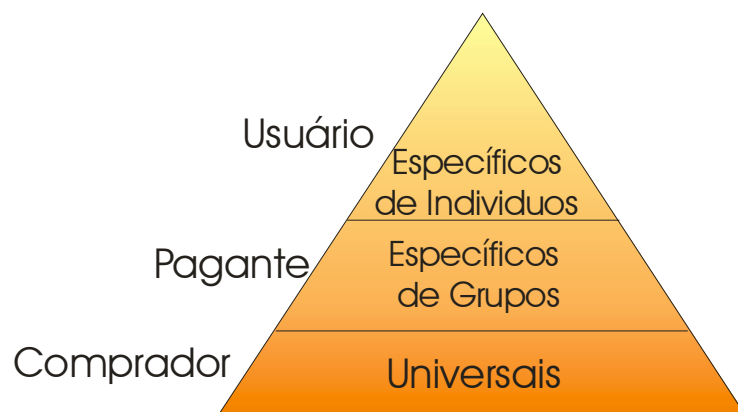 Usuário
Específicos
de Individuos
Pagante
Específicos
de Grupos
Comprador
Universais